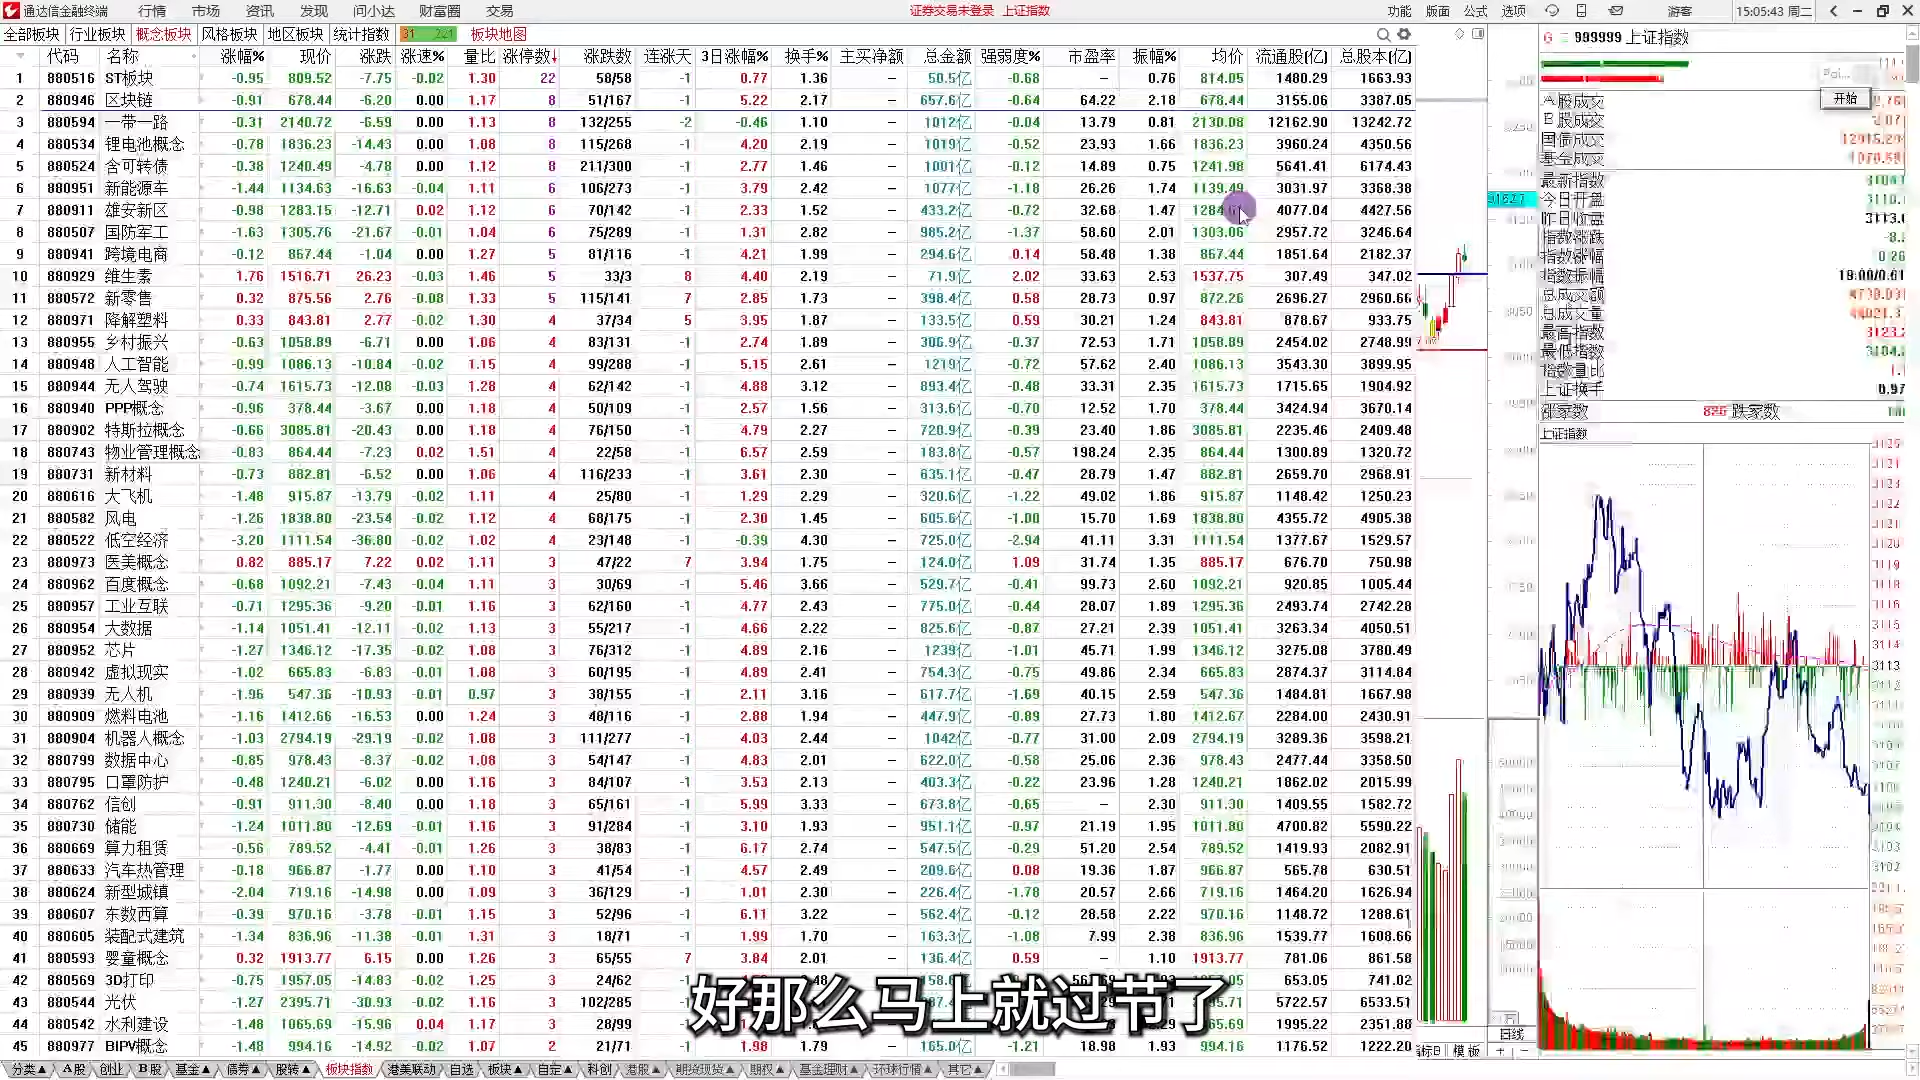 通达信金融终端 行情 市场 资讯 发现 问小达 财富圈 交易 证券交易未登录 上证指数 功能 版面 公式 选项 游客 15:05:43 周二
全部板块 行业板块 概念板块 风格板块 地区板块 统计指数 31 221 板块地图
999999 上证指数
代码 名称 涨幅% 现价 涨跌 涨速% 量比 涨停数↓ 涨跌数 连涨天 3日涨幅% 换手% 主买净额 总金额 强弱度% 市盈率 振幅% 均价 流通股(亿) 总股本(亿)
1 880516 ST板块 -0.95 809.52 -7.75 -0.02 1.30 22 58/58 -1 0.77 1.36 – 50.5亿 -0.68 – 0.76 814.05 1480.29 1663.93
2 880946 区块链 -0.91 678.44 -6.20 0.00 1.17 8 51/167 -1 5.22 2.17 – 657.6亿 -0.64 64.22 2.18 678.44 3155.06 3387.05
3 880594 一带一路 -0.31 2140.72 -6.59 0.00 1.13 8 132/255 -2 -0.46 1.10 – 1012亿 -0.04 13.79 0.81 2130.08 12162.90 13242.72
4 880534 锂电池概念 -0.78 1836.23 -14.43 0.00 1.08 8 115/268 -1 4.20 2.19 – 1019亿 -0.52 23.93 1.66 1836.23 3960.24 4350.56
5 880524 含可转债 -0.38 1240.49 -4.78 0.00 1.12 8 211/300 -1 2.77 1.46 – 1001亿 -0.12 14.89 0.75 1241.98 5641.41 6174.43
6 880951 新能源车 -1.44 1134.63 -16.63 -0.04 1.11 6 106/273 -1 3.79 2.42 – 1077亿 -1.18 26.26 1.74 1139.49 3031.97 3368.38
7 880911 雄安新区 -0.98 1283.15 -12.71 0.02 1.12 6 70/142 -1 2.33 1.52 – 433.2亿 -0.72 32.68 1.47 4077.04 4427.56
8 880507 国防军工 -1.63 1305.76 -21.67 -0.01 1.04 6 75/289 -1 1.31 2.82 – 985.2亿 -1.37 58.60 2.01 1303.06 2957.72 3246.64
9 880941 跨境电商 -0.12 867.44 -1.04 0.00 1.27 5 81/116 -1 4.21 1.99 – 294.6亿 0.14 58.48 1.38 867.44 1851.64 2182.37
10 880929 维生素 1.76 1516.71 26.23 -0.03 1.46 5 33/3 8 4.40 2.19 – 71.9亿 2.02 33.63 2.53 1537.75 307.49 347.02
11 880572 新零售 0.32 875.56 2.76 -0.08 1.33 5 115/141 7 2.85 1.73 – 398.4亿 0.58 28.73 0.97 872.26 2696.27 2960.66
12 880971 降解塑料 0.33 843.81 2.77 -0.02 1.30 4 37/34 5 3.95 1.87 – 133.5亿 0.59 30.21 1.24 843.81 878.67 933.75
13 880955 乡村振兴 -0.63 1058.89 -6.71 0.00 1.06 4 83/131 -1 2.74 1.89 – 306.9亿 -0.37 72.53 1.71 1058.89 2454.02 2748.99
14 880948 人工智能 -0.99 1086.13 -10.84 -0.02 1.15 4 99/288 -1 5.15 2.61 – 1219亿 -0.72 57.62 2.40 1086.13 3543.30 3899.95
15 880944 无人驾驶 -0.74 1615.73 -12.08 -0.03 1.28 4 62/142 -1 4.88 3.12 – 893.4亿 -0.48 33.31 2.35 1615.73 1715.65 1904.92
16 880940 PPP概念 -0.96 378.44 -3.67 0.00 1.18 4 50/109 -1 2.57 1.56 – 313.6亿 -0.70 12.52 1.70 378.44 3424.94 3670.14
17 880902 特斯拉概念 -0.66 3085.81 -20.43 0.00 1.18 4 76/150 -1 4.79 2.27 – 720.9亿 -0.39 23.40 1.86 3085.81 2235.46 2409.48
18 880743 物业管理概念 -0.83 864.44 -7.23 0.02 1.51 4 22/58 -1 6.57 2.59 – 183.8亿 -0.57 198.24 2.35 864.44 1300.89 1320.72
19 880731 新材料 -0.73 882.81 -6.52 0.00 1.06 4 116/233 -1 3.61 2.30 – 635.1亿 -0.47 28.79 1.47 882.81 2659.70 2968.91
20 880616 大飞机 -1.48 915.87 -13.79 -0.02 1.11 4 25/80 -1 1.29 2.29 – 320.6亿 -1.22 49.02 1.86 915.87 1148.42 1250.23
21 880582 风电 -1.26 1838.80 -23.54 -0.02 1.12 4 68/175 -1 2.30 1.45 – 605.6亿 -1.00 15.70 1.69 1838.80 4355.72 4905.38
22 880522 低空经济 -3.20 1111.54 -36.80 -0.02 1.02 4 23/148 -1 -0.39 4.30 – 725.0亿 -2.94 41.11 3.31 1111.54 1377.67 1529.57
23 880973 医美概念 0.82 885.17 7.22 0.02 1.11 3 47/22 7 3.94 1.75 – 124.0亿 1.09 31.74 1.35 885.17 676.70 750.98
24 880962 百度概念 -0.68 1092.21 -7.43 -0.04 1.11 3 30/69 -1 5.46 3.66 – 529.7亿 -0.41 99.73 2.60 1092.21 920.85 1005.44
25 880957 工业互联 -0.71 1295.36 -9.20 -0.01 1.16 3 62/160 -1 4.77 2.43 – 775.0亿 -0.44 28.07 1.89 1295.36 2493.74 2742.28
26 880954 大数据 -1.14 1051.41 -12.11 -0.02 1.13 3 55/217 -1 4.66 2.22 – 825.6亿 -0.87 27.21 2.39 1051.41 3263.34 4050.51
27 880952 芯片 -1.27 1346.12 -17.35 -0.02 1.08 3 76/312 -1 4.89 2.16 – 1239亿 -1.01 45.71 1.99 1346.12 3275.08 3780.49
28 880942 虚拟现实 -1.02 665.83 -6.83 -0.01 1.08 3 60/195 -1 4.89 2.41 – 754.3亿 -0.75 49.86 2.34 665.83 2874.37 3114.84
29 880939 无人机 -1.96 547.36 -10.93 -0.01 0.97 3 38/155 -1 2.11 3.16 – 617.7亿 -1.69 40.15 2.59 547.36 1484.81 1667.98
30 880909 燃料电池 -1.16 1412.66 -16.53 0.00 1.24 3 48/116 -1 2.88 1.94 – 447.9亿 -0.89 27.73 1.80 1412.67 2284.00 2430.91
31 880904 机器人概念 -1.03 2794.19 -29.19 -0.02 1.08 3 111/277 -1 4.03 2.44 – 1042亿 -0.77 31.00 2.09 2794.19 3289.36 3598.21
32 880799 数据中心 -0.85 978.43 -8.37 -0.02 1.08 3 54/147 -1 4.83 2.01 – 622.0亿 -0.58 25.06 2.36 978.43 2477.44 3358.50
33 880795 口罩防护 -0.48 1240.21 -6.02 0.00 1.16 3 84/107 -1 3.53 2.13 – 403.3亿 -0.22 23.96 1.28 1240.21 1862.02 2015.99
34 880762 信创 -0.91 911.30 -8.40 0.00 1.18 3 65/161 -1 5.99 3.33 – 673.8亿 -0.65 – 2.30 911.30 1409.55 1582.72
35 880730 储能 -1.24 1011.80 -12.69 -0.01 1.16 3 91/284 -1 3.10 1.93 – 951.1亿 -0.97 21.19 1.95 1011.80 4700.82 5590.22
36 880669 算力租赁 -0.56 789.52 -4.41 -0.01 1.26 3 38/83 -1 6.17 2.74 – 547.5亿 -0.29 51.20 2.54 789.52 1419.93 2082.91
37 880633 汽车热管理 -0.18 966.87 -1.77 0.00 1.10 3 41/54 -1 4.57 2.49 – 209.6亿 0.08 19.36 1.87 966.87 565.78 630.51
38 880624 新型城镇 -2.04 719.16 -14.98 0.00 1.09 3 36/129 -1 1.01 2.30 – 226.4亿 -1.78 20.57 2.66 719.16 1464.20 1626.94
39 880607 东数西算 -0.39 970.16 -3.78 -0.01 1.15 3 52/96 -1 6.11 3.22 – 562.4亿 -0.12 28.58 2.22 970.16 1148.72 1288.61
40 880605 装配式建筑 -1.34 836.96 -11.38 -0.01 1.31 3 18/71 -1 1.99 1.70 – 163.3亿 -1.08 7.99 2.38 836.96 1539.77 1608.66
41 880593 婴童概念 0.32 1913.77 6.15 0.00 1.26 3 65/55 7 3.84 2.01 – 136.4亿 0.59 – 1.10 1913.77 781.06 861.58
42 880569 3D打印 -0.75 1957.05 -14.83 -0.02 1.25 3 24/62 -1 653.05 741.02
43 880544 光伏 -1.27 2395.71 -30.93 -0.02 1.16 3 102/285 -1 5722.57 6533.51
44 880542 水利建设 -1.48 1065.69 -15.96 0.04 1.17 3 28/99 1995.22 2351.88
45 880977 BIPV概念 -1.48 994.16 -14.92 -0.02 1.07 2 21/71 -1 1.98 1.79 – 165.0亿 -1.21 18.98 1.93 994.16 1176.52 1222.20
好那么马上就过节了
开始
A股成交
B股成交
国债成交
基金成交
最新指数
今日开盘
昨日收盘
指数涨跌
指数涨幅
指数振幅
总成交额
总成交量
最高指数
最低指数
指数量比
上证换手 0.97
涨家数 826 跌家数
上证指数
日线
指标B 模板
分类▲ A股 创业 B股 基金▲ 债券▲ 股转▲ 板块指数 港美联动 自选 板块▲ 自定▲ 科创 港股▲ 期货现货▲ 期权▲ 基金理财▲ 环球行情▲ 其它▲